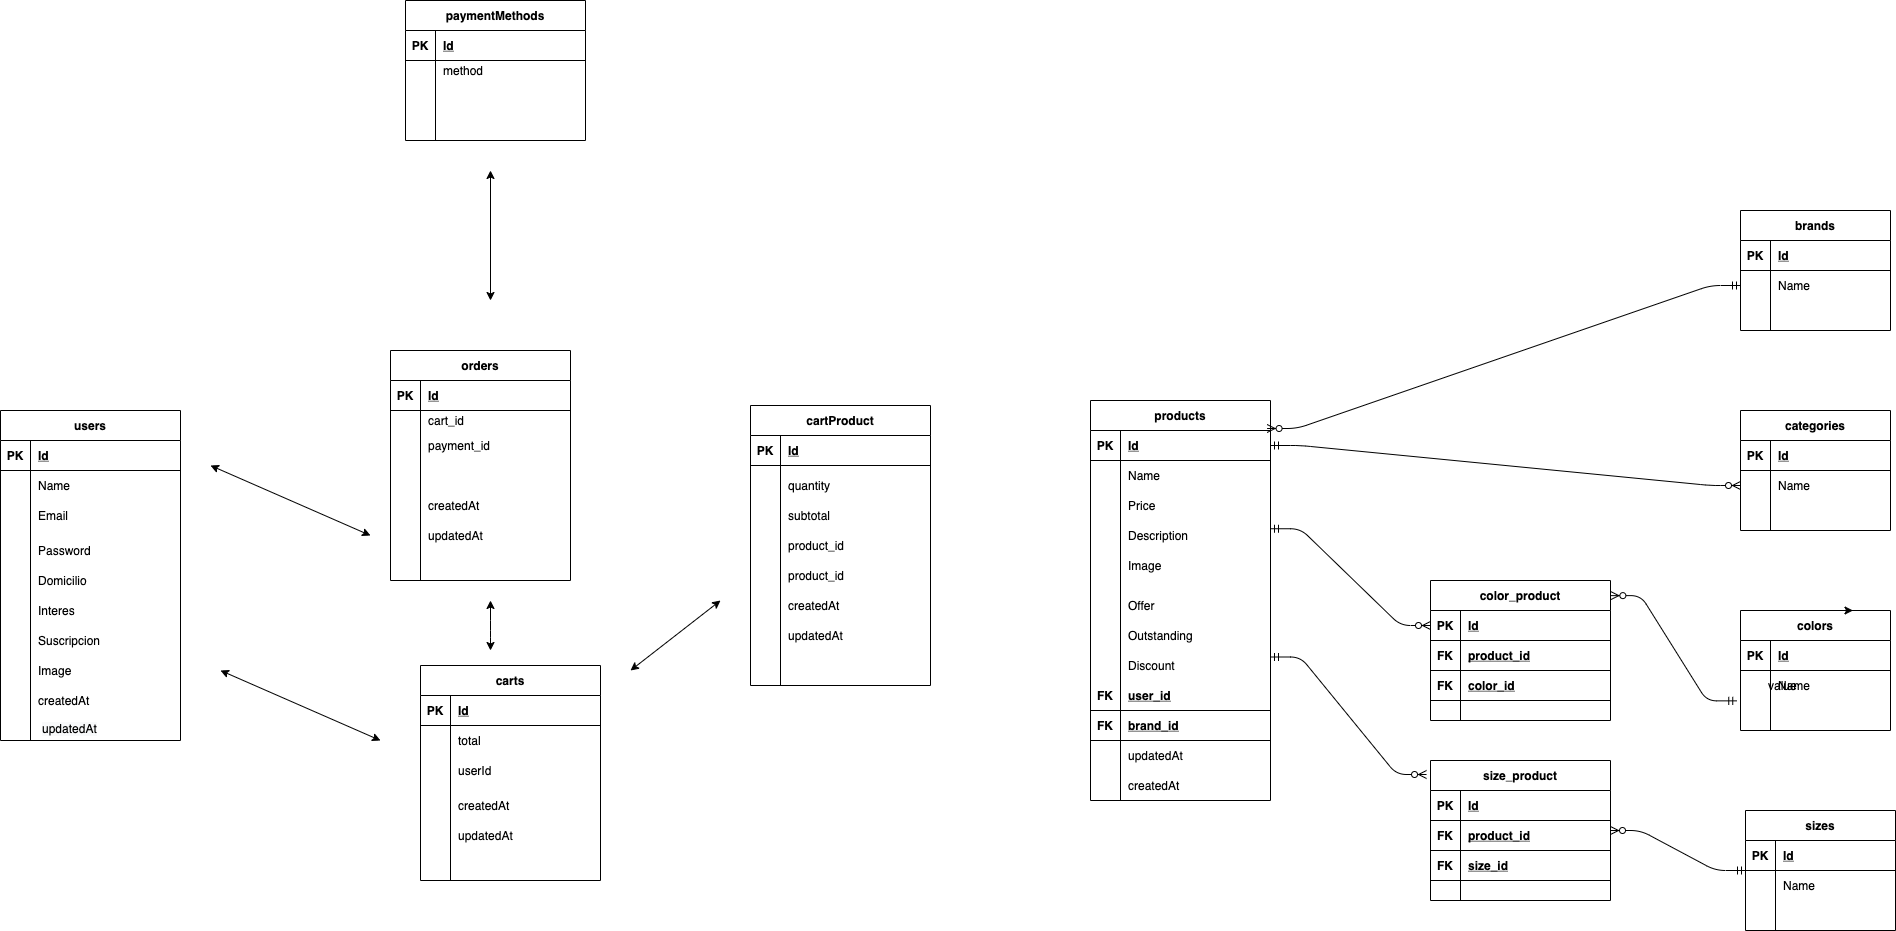 paymentMethods
PK Id
method
orders
PK Id
cart_id
payment_id
createdAt
updatedAt
users
PK Id
Name
Email
Password
Domicilio
Interes
Suscripcion
Image
createdAt
updatedAt
carts
PK Id
total
userId
createdAt
updatedAt
cartProduct
PK Id
quantity
subtotal
product_id
product_id
createdAt
updatedAt
products
PK Id
Name
Price
Description
Image
Offer
Outstanding
Discount
FK user_id
FK brand_id
updatedAt
createdAt
brands
PK Id
Name
categories
PK Id
Name
color_product
PK Id
FK product_id
FK color_id
colors
PK Id
value
Name
size_product
PK Id
FK product_id
FK size_id
sizes
PK Id
Name